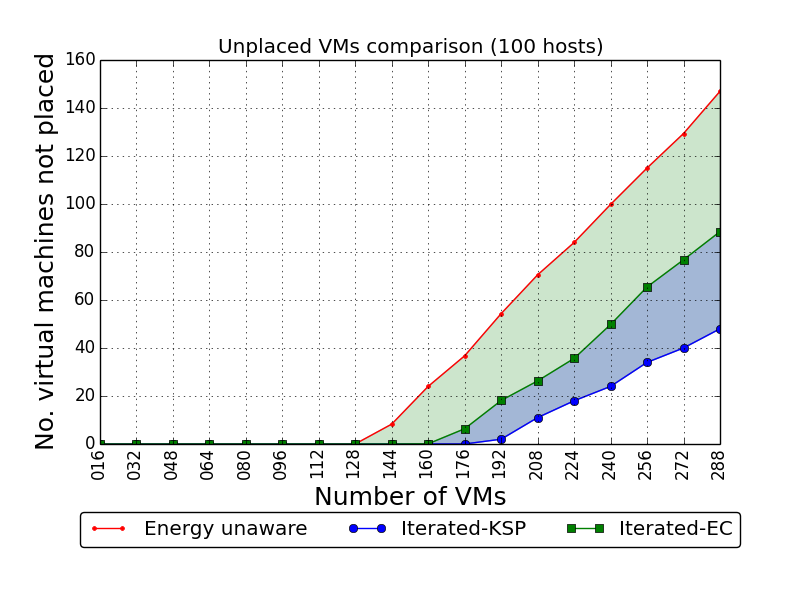 Unplaced VMs comparison (100 hosts)
No. virtual machines not placed
160
140
120
100
80
60
40
20
0
016 032 048 064 080 096 112 128 144 160 176 192 208 224 240 256 272 288
Number of VMs
Energy unaware Iterated-KSP Iterated-EC